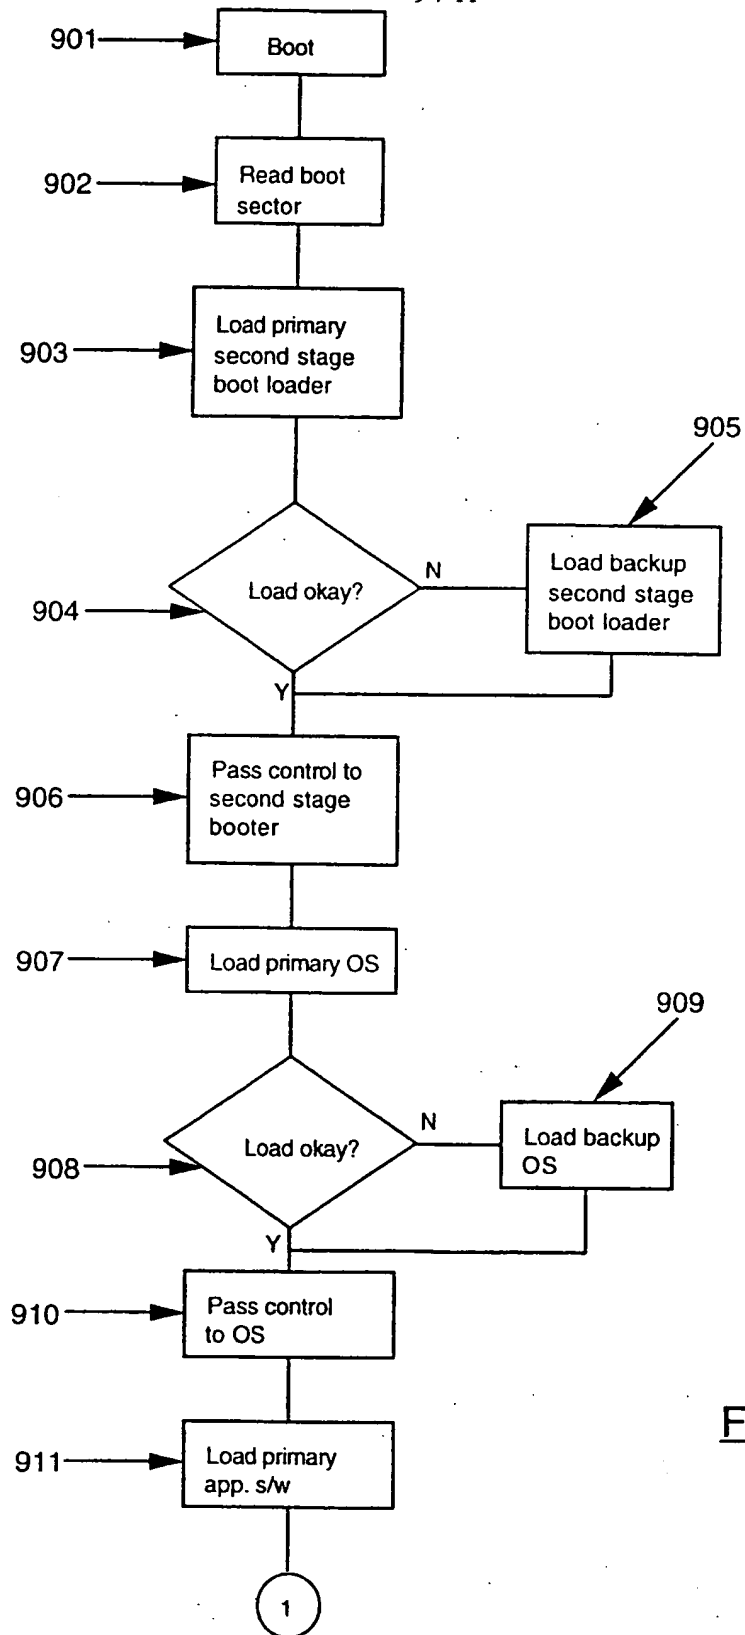 901
Boot
902
Read boot
sector
903
Load primary
second stage
boot loader
905
904
Load okay?
N
Load backup
second stage
boot loader
Y
906
Pass control to
second stage
booter
907
Load primary OS
909
908
Load okay?
N
Load backup
OS
Y
910
Pass control
to OS
911
Load primary
app. s/w
F
1